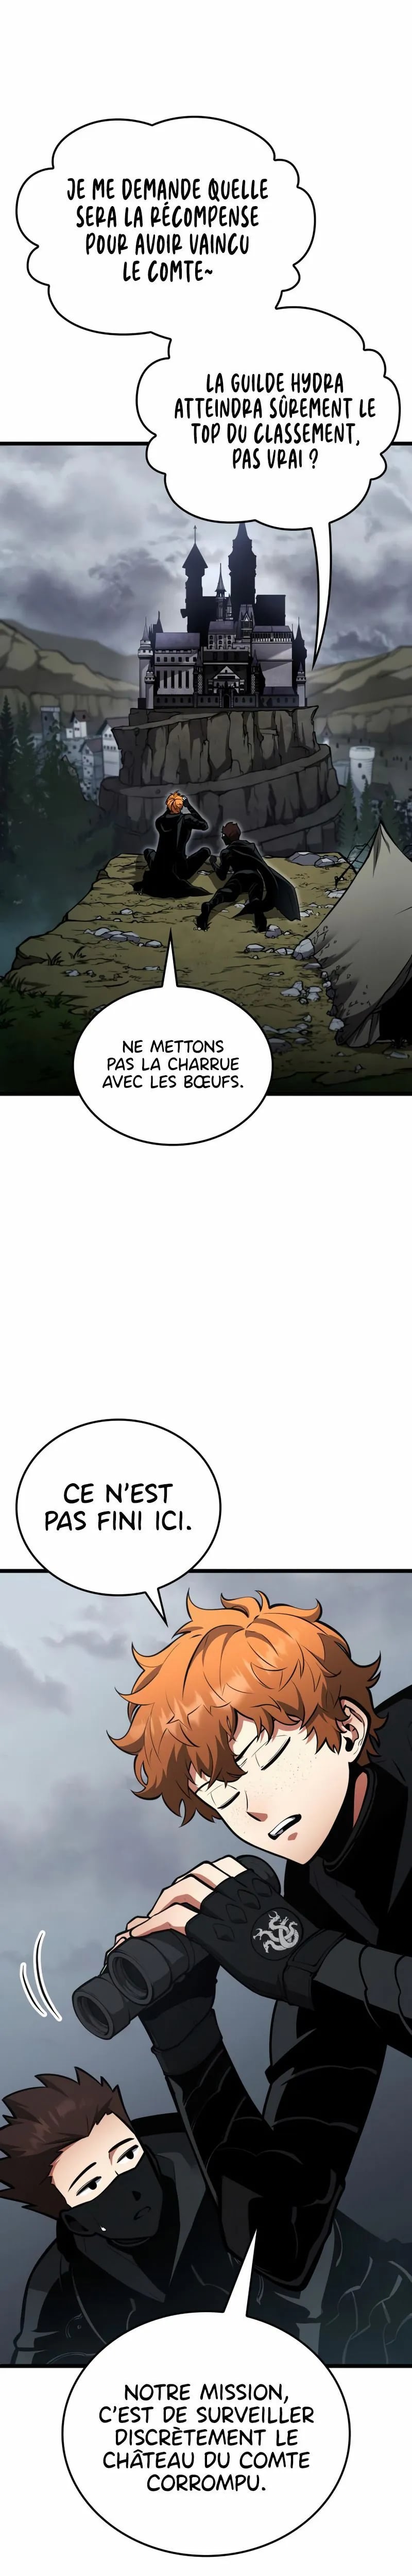 JE ME DEMANDE QUELLE
SERA LA RÉCOMPENSE
POUR AVOIR VAINCU
LE COMTE~
LA GUILDE HYDRA
ATTEINDRA SÛREMENT LE
TOP DU CLASSEMENT,
PAS VRAI ?
NE METTONS
PAS LA CHARRUE
AVEC LES BŒUFS.
CE N'EST
PAS FINI ICI.
NOTRE MISSION,
C'EST DE SURVEILLER
DISCRÈTEMENT LE
CHÂTEAU DU COMTE
CORROMPU.